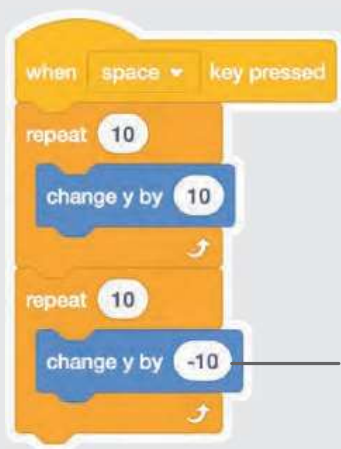 when space key pressed
repeat 10
change y by 10
repeat 10
change y by -10